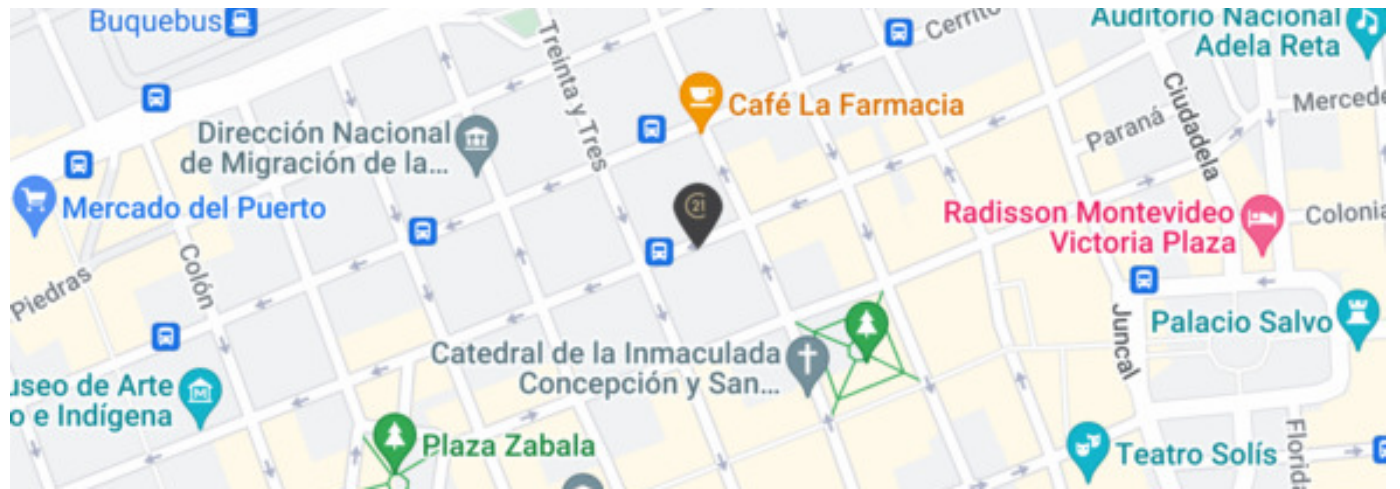 Buquebus
Treinta y Tres
Cerrito
Auditorio Nacional
Adela Reta
Café La Farmacia
Ciudadela
Mercede
Paraná
Dirección Nacional
de Migración de la...
Mercado del Puerto
21
Radisson Montevideo
Victoria Plaza
Colonia
Colón
Piedras
Juncal
Palacio Salvo
Catedral de la Inmaculada
Concepción y San...
useo de Arte
o e Indígena
M
Plaza Zabala
Teatro Solís
Florida